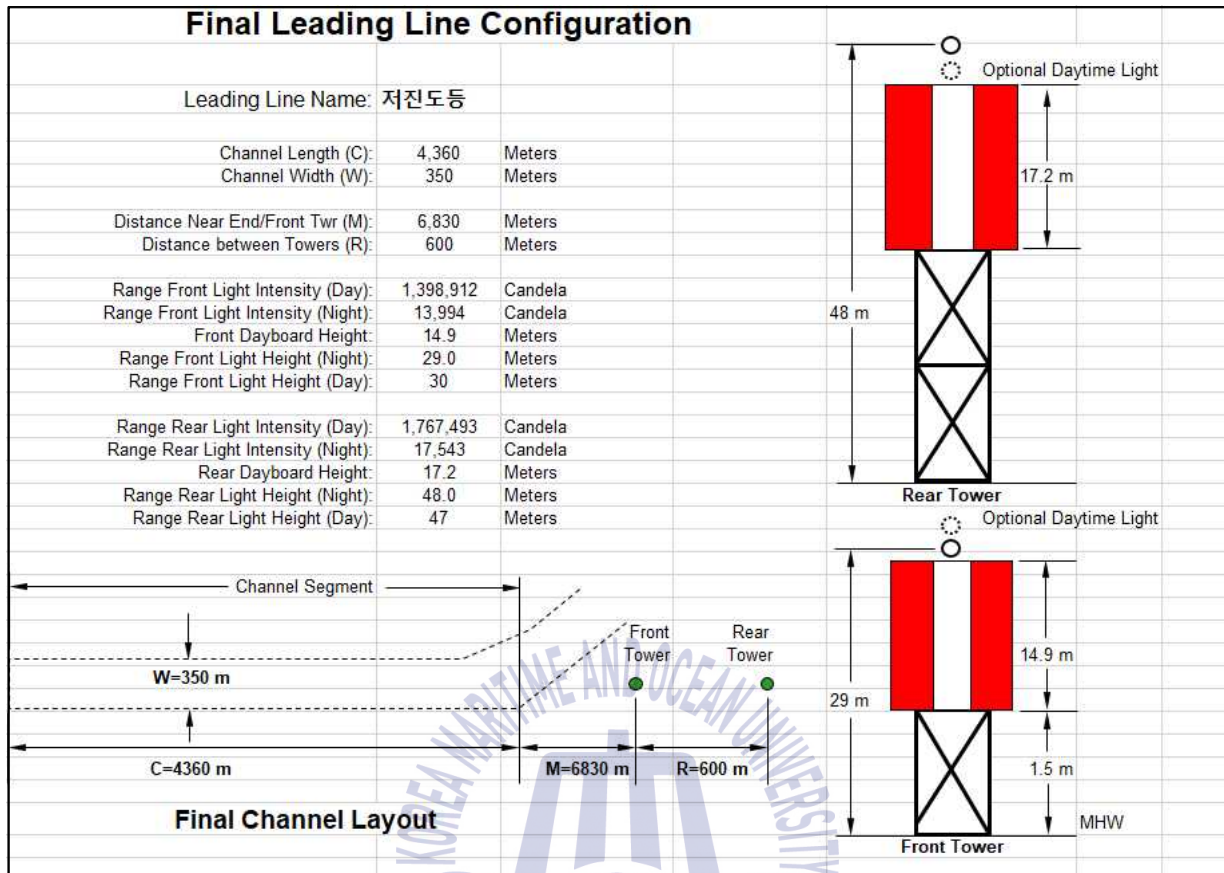 Final Leading Line Configuration
Leading Line Name: 저진도등
Channel Length (C): 4,360 Meters
Channel Width (W): 350 Meters
Distance Near End/Front Twr (M): 6,830 Meters
Distance between Towers (R): 600 Meters
Range Front Light Intensity (Day): 1,398,912 Candela
Range Front Light Intensity (Night): 13,994 Candela
Front Dayboard Height: 14.9 Meters
Range Front Light Height (Night): 29.0 Meters
Range Front Light Height (Day): 30 Meters
Range Rear Light Intensity (Day): 1,767,493 Candela
Range Rear Light Intensity (Night): 17,543 Candela
Rear Dayboard Height: 17.2 Meters
Range Rear Light Height (Night): 48.0 Meters
Range Rear Light Height (Day): 47 Meters
Channel Segment
W=350 m
Front
Tower
Rear
Tower
C=4360 m
M=6830 m
R=600 m
Final Channel Layout
Optional Daytime Light
17.2 m
48 m
Rear Tower
Optional Daytime Light
14.9 m
29 m
1.5 m
MHW
Front Tower
KOREA MARITIME AND OCEAN UNIVERSITY